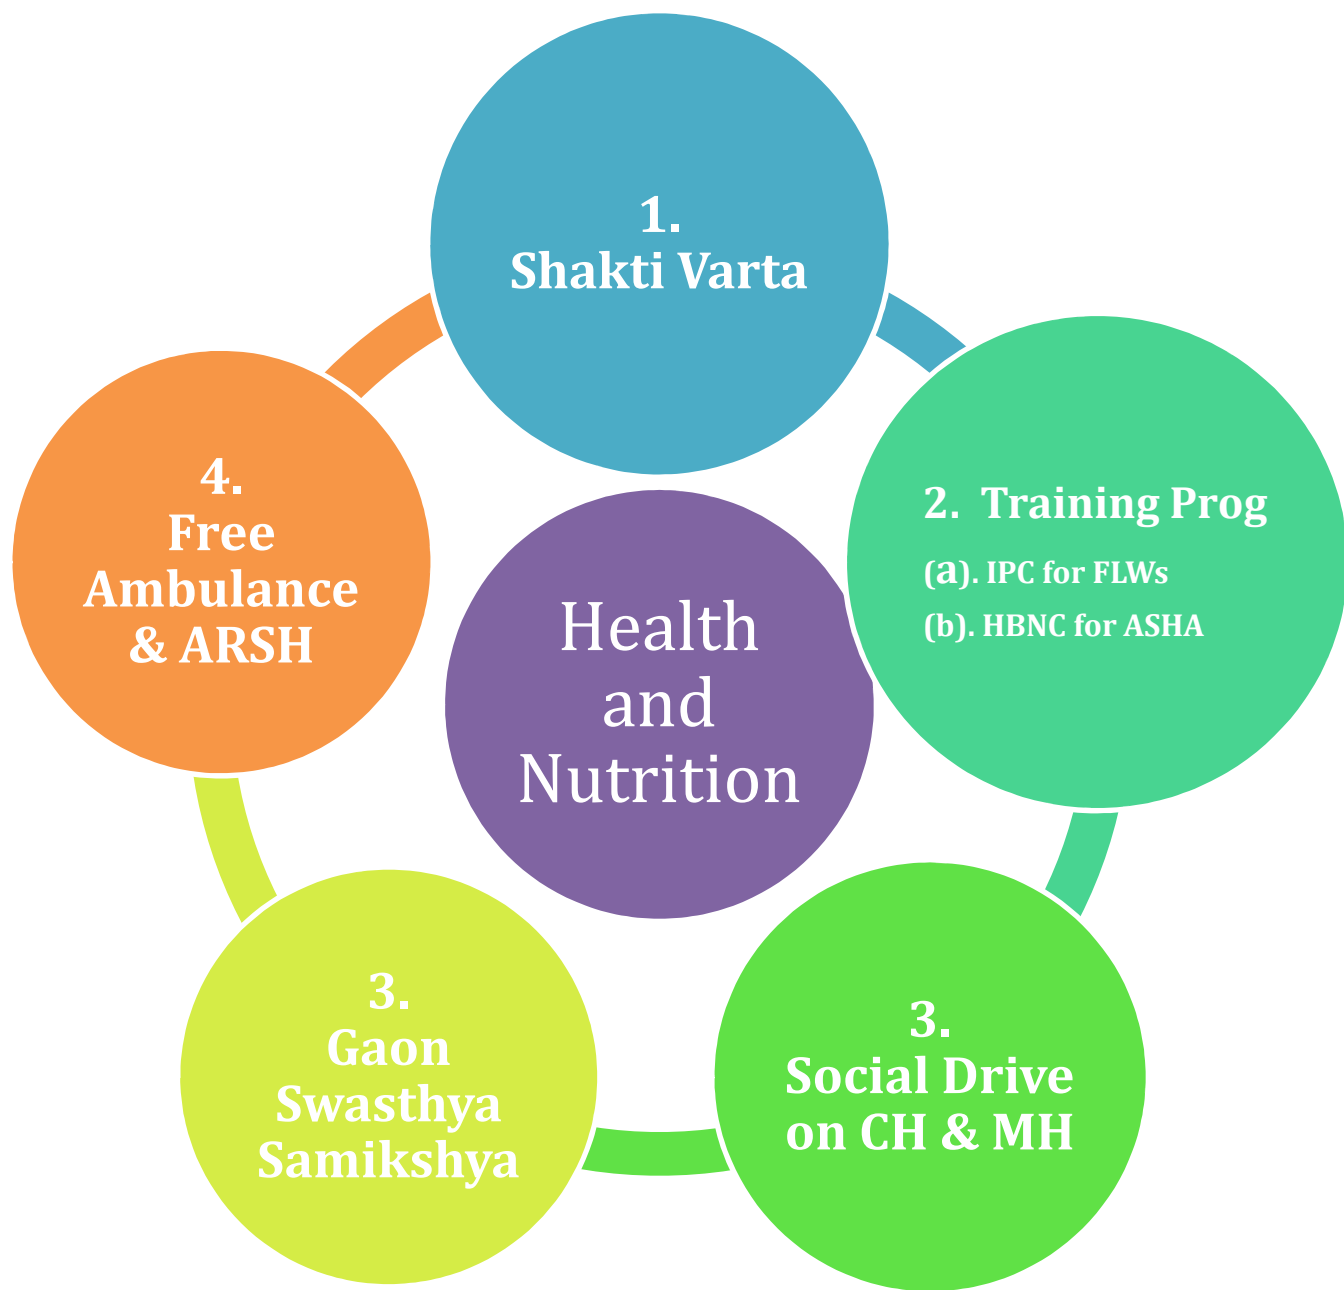 1.
Shakti Varta
2.  Training Prog
(a). IPC for FLWs
(b). HBNC for ASHA
3.
Social Drive
on CH & MH
3.
Gaon
Swasthya
Samikshya
4.
Free
Ambulance
& ARSH
Health
and
Nutrition